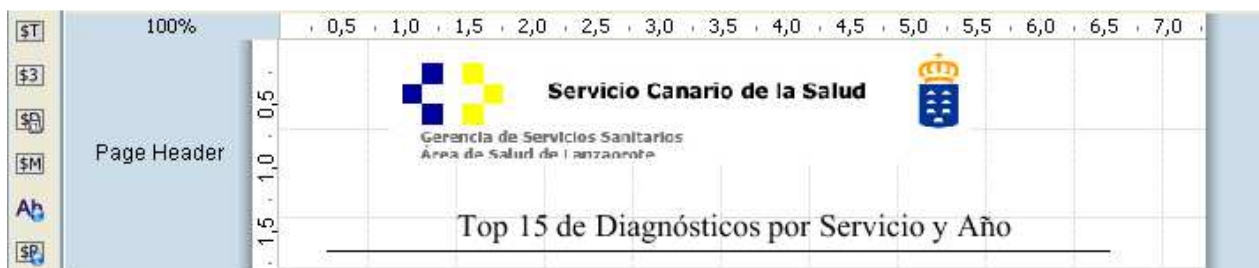 100%
0,5 1,0 1,5 2,0 2,5 3,0 3,5 4,0 4,5 5,0 5,5 6,0 6,5 7,0
$T
$3
$A
$M
Ab
$P
Page Header
0,5
1,0
1,5
Servicio Canario de la Salud
Gerencia de Servicios Sanitarios
Área de Salud de Lanzarote
Top 15 de Diagnósticos por Servicio y Año